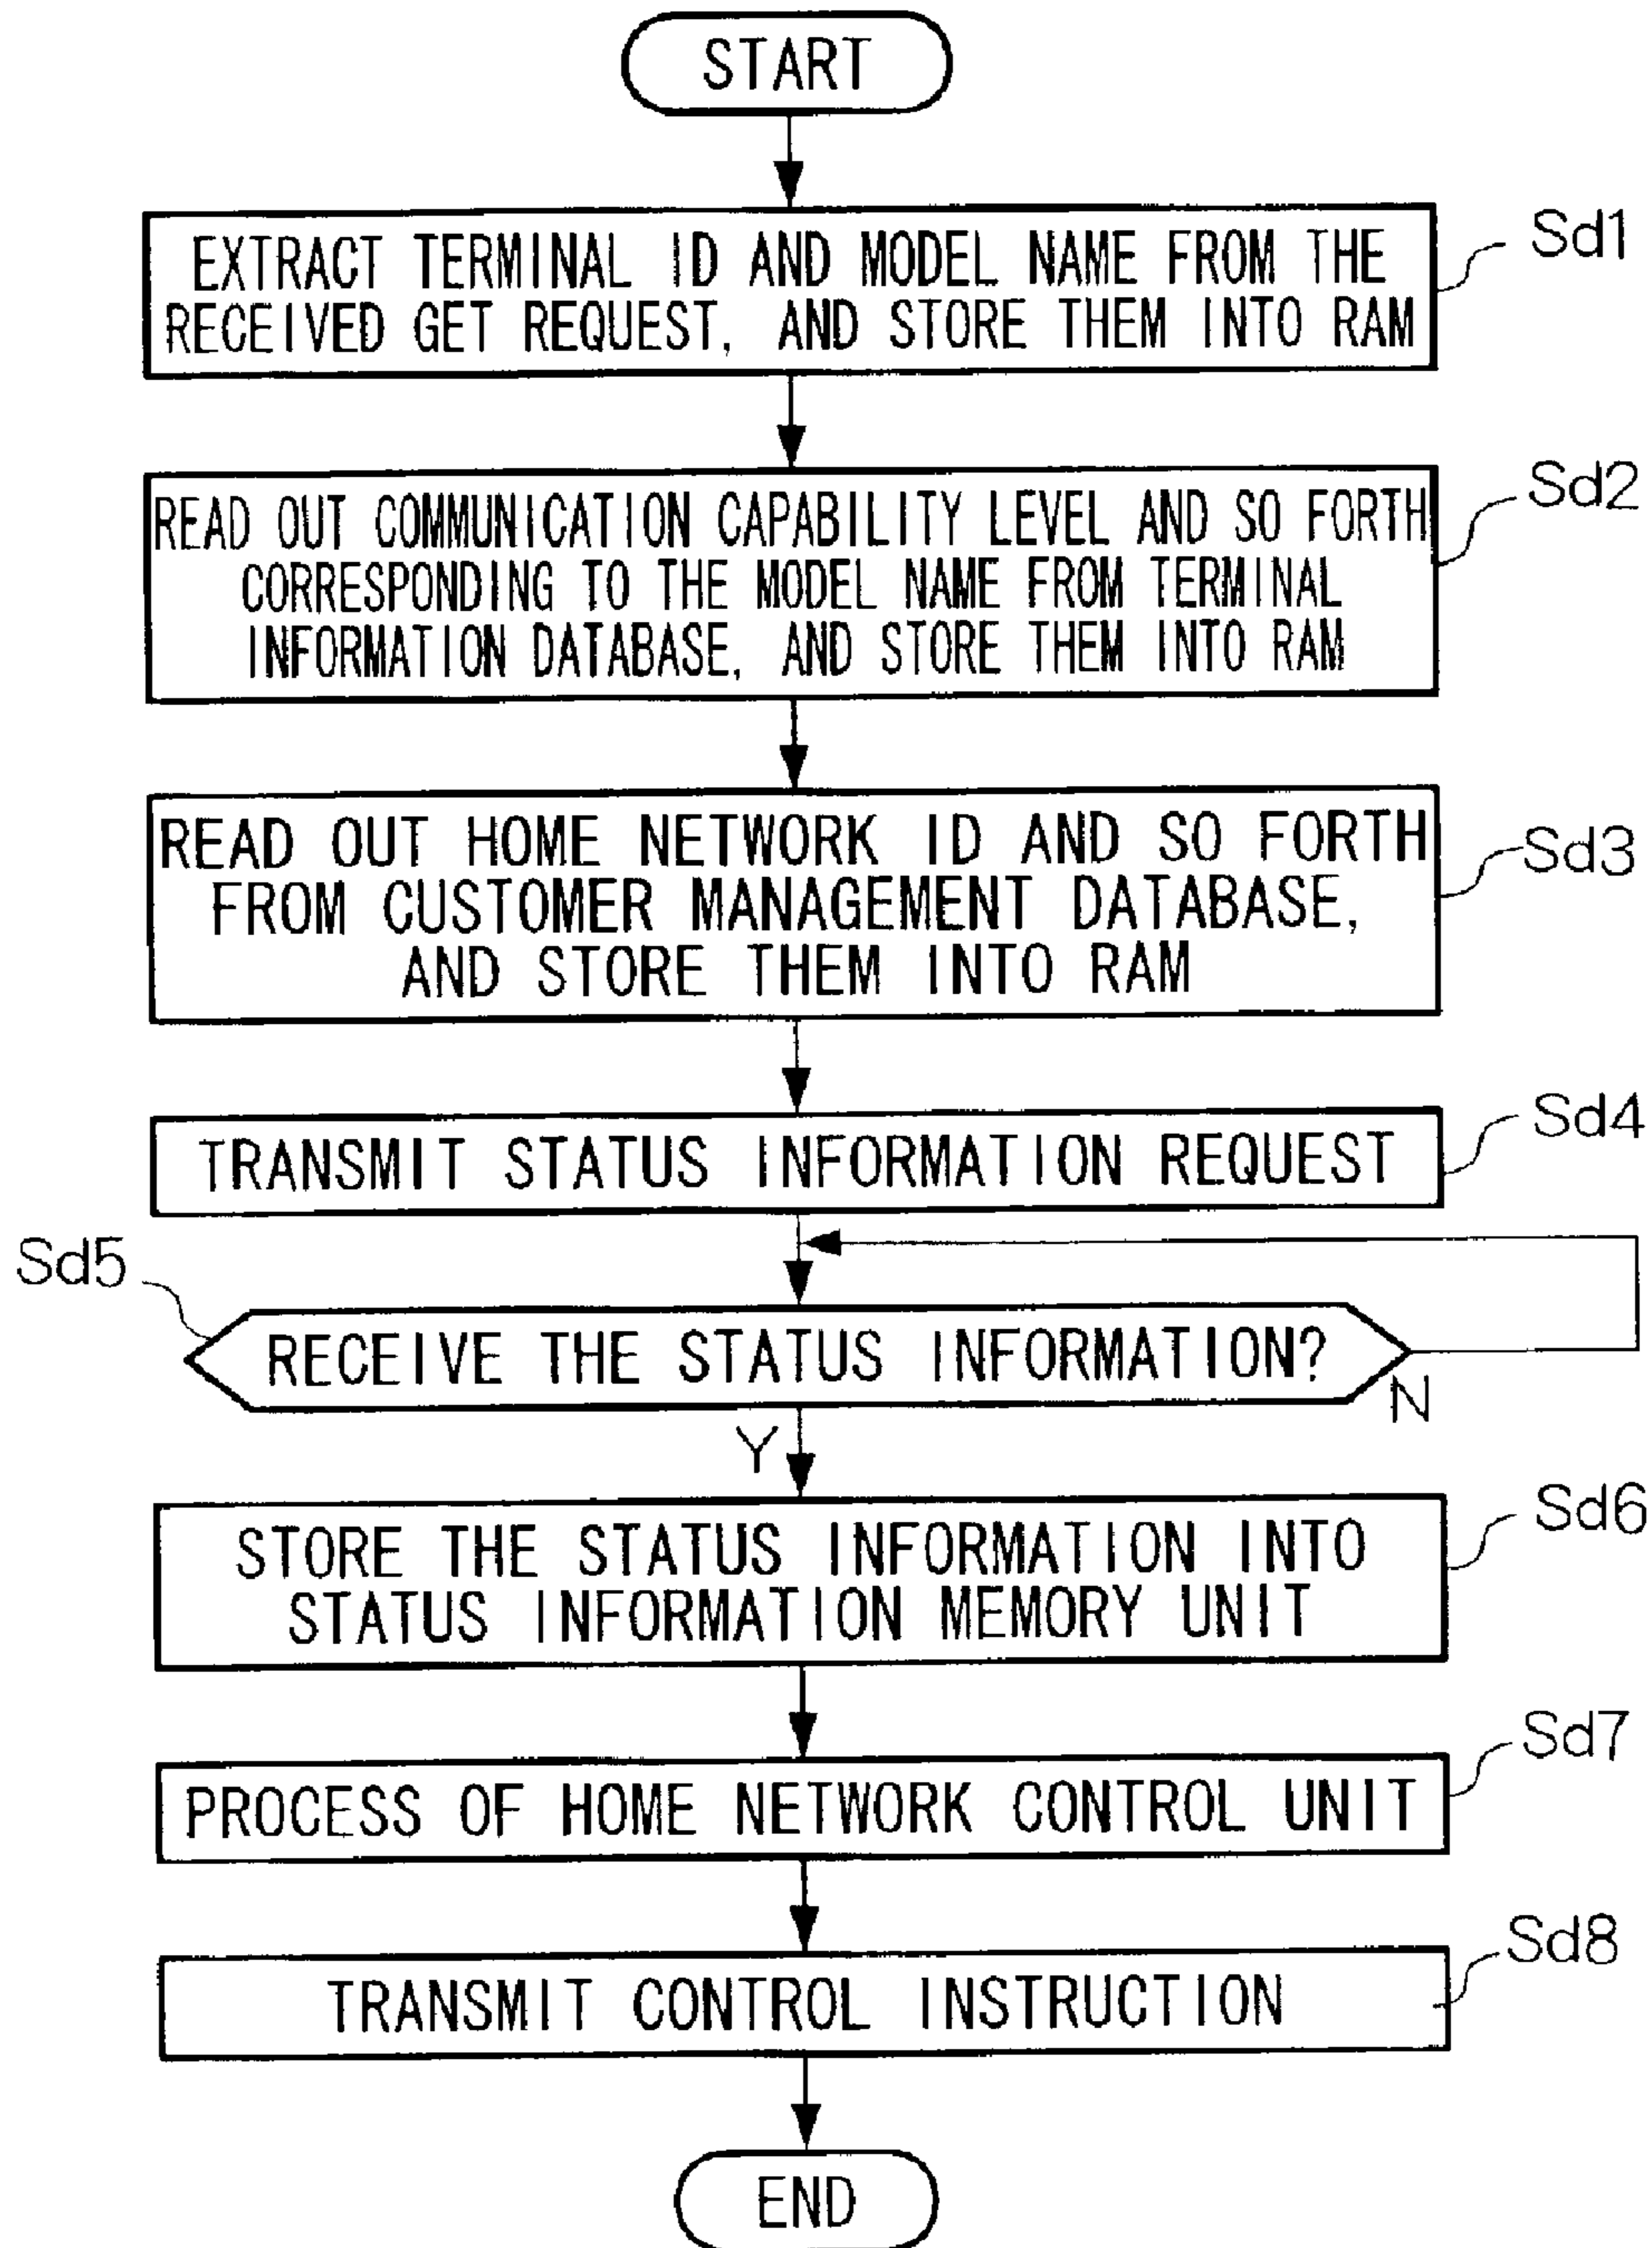 START
EXTRACT TERMINAL ID AND MODEL NAME FROM THE
RECEIVED GET REQUEST, AND STORE THEM INTO RAM
Sd1
READ OUT COMMUNICATION CAPABILITY LEVEL AND SO FORTH
CORRESPONDING TO THE MODEL NAME FROM TERMINAL
INFORMATION DATABASE, AND STORE THEM INTO RAM
Sd2
READ OUT HOME NETWORK ID AND SO FORTH
FROM CUSTOMER MANAGEMENT DATABASE,
AND STORE THEM INTO RAM
Sd3
TRANSMIT STATUS INFORMATION REQUEST
Sd4
Sd5
RECEIVE THE STATUS INFORMATION?
N
Y
STORE THE STATUS INFORMATION INTO
STATUS INFORMATION MEMORY UNIT
Sd6
PROCESS OF HOME NETWORK CONTROL UNIT
Sd7
TRANSMIT CONTROL INSTRUCTION
Sd8
END